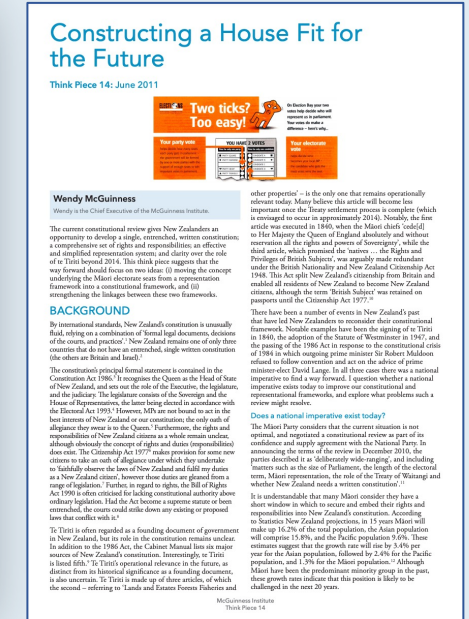 Constructing a House Fit for
the Future
Think Piece 14: June 2011
Two ticks?
Too easy!
On Election Day your two
votes help decide who will
represent us in parliament.
Your votes do make a
difference – here's why...
Your party
vote
YOU HAVE 2 VOTES
Your electorate
vote
Wendy McGuinness
Wendy is the Chief Executive of the McGuinness Institute.
The current constitutional review gives New Zealanders an
opportunity to develop a single, entrenched, written constitution;
a comprehensive set of rights and responsibilities; an effective
and simplified representation system; and clarity over the role
of te Tiriti beyond 2014. This think piece suggests that the
way forward should focus on two ideas: (i) moving the concept
underlying the Māori electorate seats from a representation
framework into a constitutional framework, and (ii)
strengthening the linkages between these two frameworks.
BACKGROUND
By international standards, New Zealand's constitution is unusually
fluid, relying on a combination of 'formal legal documents, decisions
of the courts, and practices'.1 New Zealand remains one of only three
countries that do not have an entrenched, single written constitution
(the others are Britain and Israel).2
The constitution's principal formal statement is contained in the
Constitution Act 1986.3 It recognises the Queen as the Head of State
of New Zealand, and sets out the role of the Executive, the legislature,
and the judiciary. The legislature consists of the Sovereign and the
House of Representatives, the latter being elected in accordance with
the Electoral Act 1993.4 However, MPs are not bound to act in the
best interests of New Zealand or our constitution; the only oath of
allegiance they swear is to the Queen.5 Furthermore, the rights and
responsibilities of New Zealand citizens as a whole remain unclear,
although obviously the concept of rights and duties (responsibilities)
does exist. The Citizenship Act 19776 makes provision for some new
citizens to take an oath of allegiance under which they undertake
to 'faithfully observe the laws of New Zealand and fulfil my duties
as a New Zealand citizen', however those duties are gleaned from a
range of legislation.7 Further, in regard to rights, the Bill of Rights
Act 1990 is often criticised for lacking constitutional authority above
ordinary legislation. Had the Act become a supreme statute or been
entrenched, the courts could strike down any existing or proposed
laws that conflict with it.8
Te Tiriti is often regarded as a founding document of government
in New Zealand, but its role in the constitution remains unclear.
In addition to the 1986 Act, the Cabinet Manual lists six major
sources of New Zealand's constitution. Interestingly, te Tiriti
is listed fifth.9 Te Tiriti's operational relevance in the future, as
distinct from its historical significance as a founding document,
is also uncertain. Te Tiriti is made up of three articles, of which
the second – referring to 'Lands and Estates Forests Fisheries and
other properties' – is the only one that remains operationally
relevant today. Many believe this article will become less
important once the Treaty settlement process is complete (which
is envisaged to occur in approximately 2014). Notably, the first
article was executed in 1840, when the Māori chiefs 'cede[d]
to Her Majesty the Queen of England absolutely and without
reservation all the rights and powers of Sovereignty', while the
third article, which promised the 'natives ... the Rights and
Privileges of British Subjects', was arguably made redundant
under the British Nationality and New Zealand Citizenship Act
1948. This Act split New Zealand's citizenship from Britain and
enabled all residents of New Zealand to become New Zealand
citizens, although the term 'British Subject' was retained on
passports until the Citizenship Act 1977.10
There have been a number of events in New Zealand's past
that have led New Zealanders to reconsider their constitutional
framework. Notable examples have been the signing of te Tiriti
in 1840, the adoption of the Statute of Westminster in 1947, and
the passing of the 1986 Act in response to the constitutional crisis
of 1984 in which outgoing prime minister Sir Robert Muldoon
refused to follow convention and act on the advice of prime
minister-elect David Lange. In all three cases there was a national
imperative to find a way forward. I question whether a national
imperative exists today to improve our constitutional and
representational frameworks, and explore what problems such a
review might resolve.
Does a national imperative exist today?
The Māori Party considers that the current situation is not
optimal, and negotiated a constitutional review as part of its
confidence and supply agreement with the National Party. In
announcing the terms of the review in December 2010, the
parties described it as 'deliberately wide-ranging', and including
'matters such as the size of Parliament, the length of the electoral
term, Māori representation, the role of the Treaty of Waitangi and
whether New Zealand needs a written constitution'.11
It is understandable that many Māori consider they have a
short window in which to secure and embed their rights and
responsibilities into New Zealand's constitution. According
to Statistics New Zealand projections, in 15 years Māori will
make up 16.2% of the total population, the Asian population
will comprise 15.8%, and the Pacific population 9.6%. These
estimates suggest that the growth rate will rise by 3.4% per
year for the Asian population, followed by 2.4% for the Pacific
population, and 1.3% for the Māori population.12 Although
Māori have been the predominant minority group in the past,
these growth rates indicate that this position is likely to be
challenged in the next 20 years.
McGuinness Institute
Think Piece 14